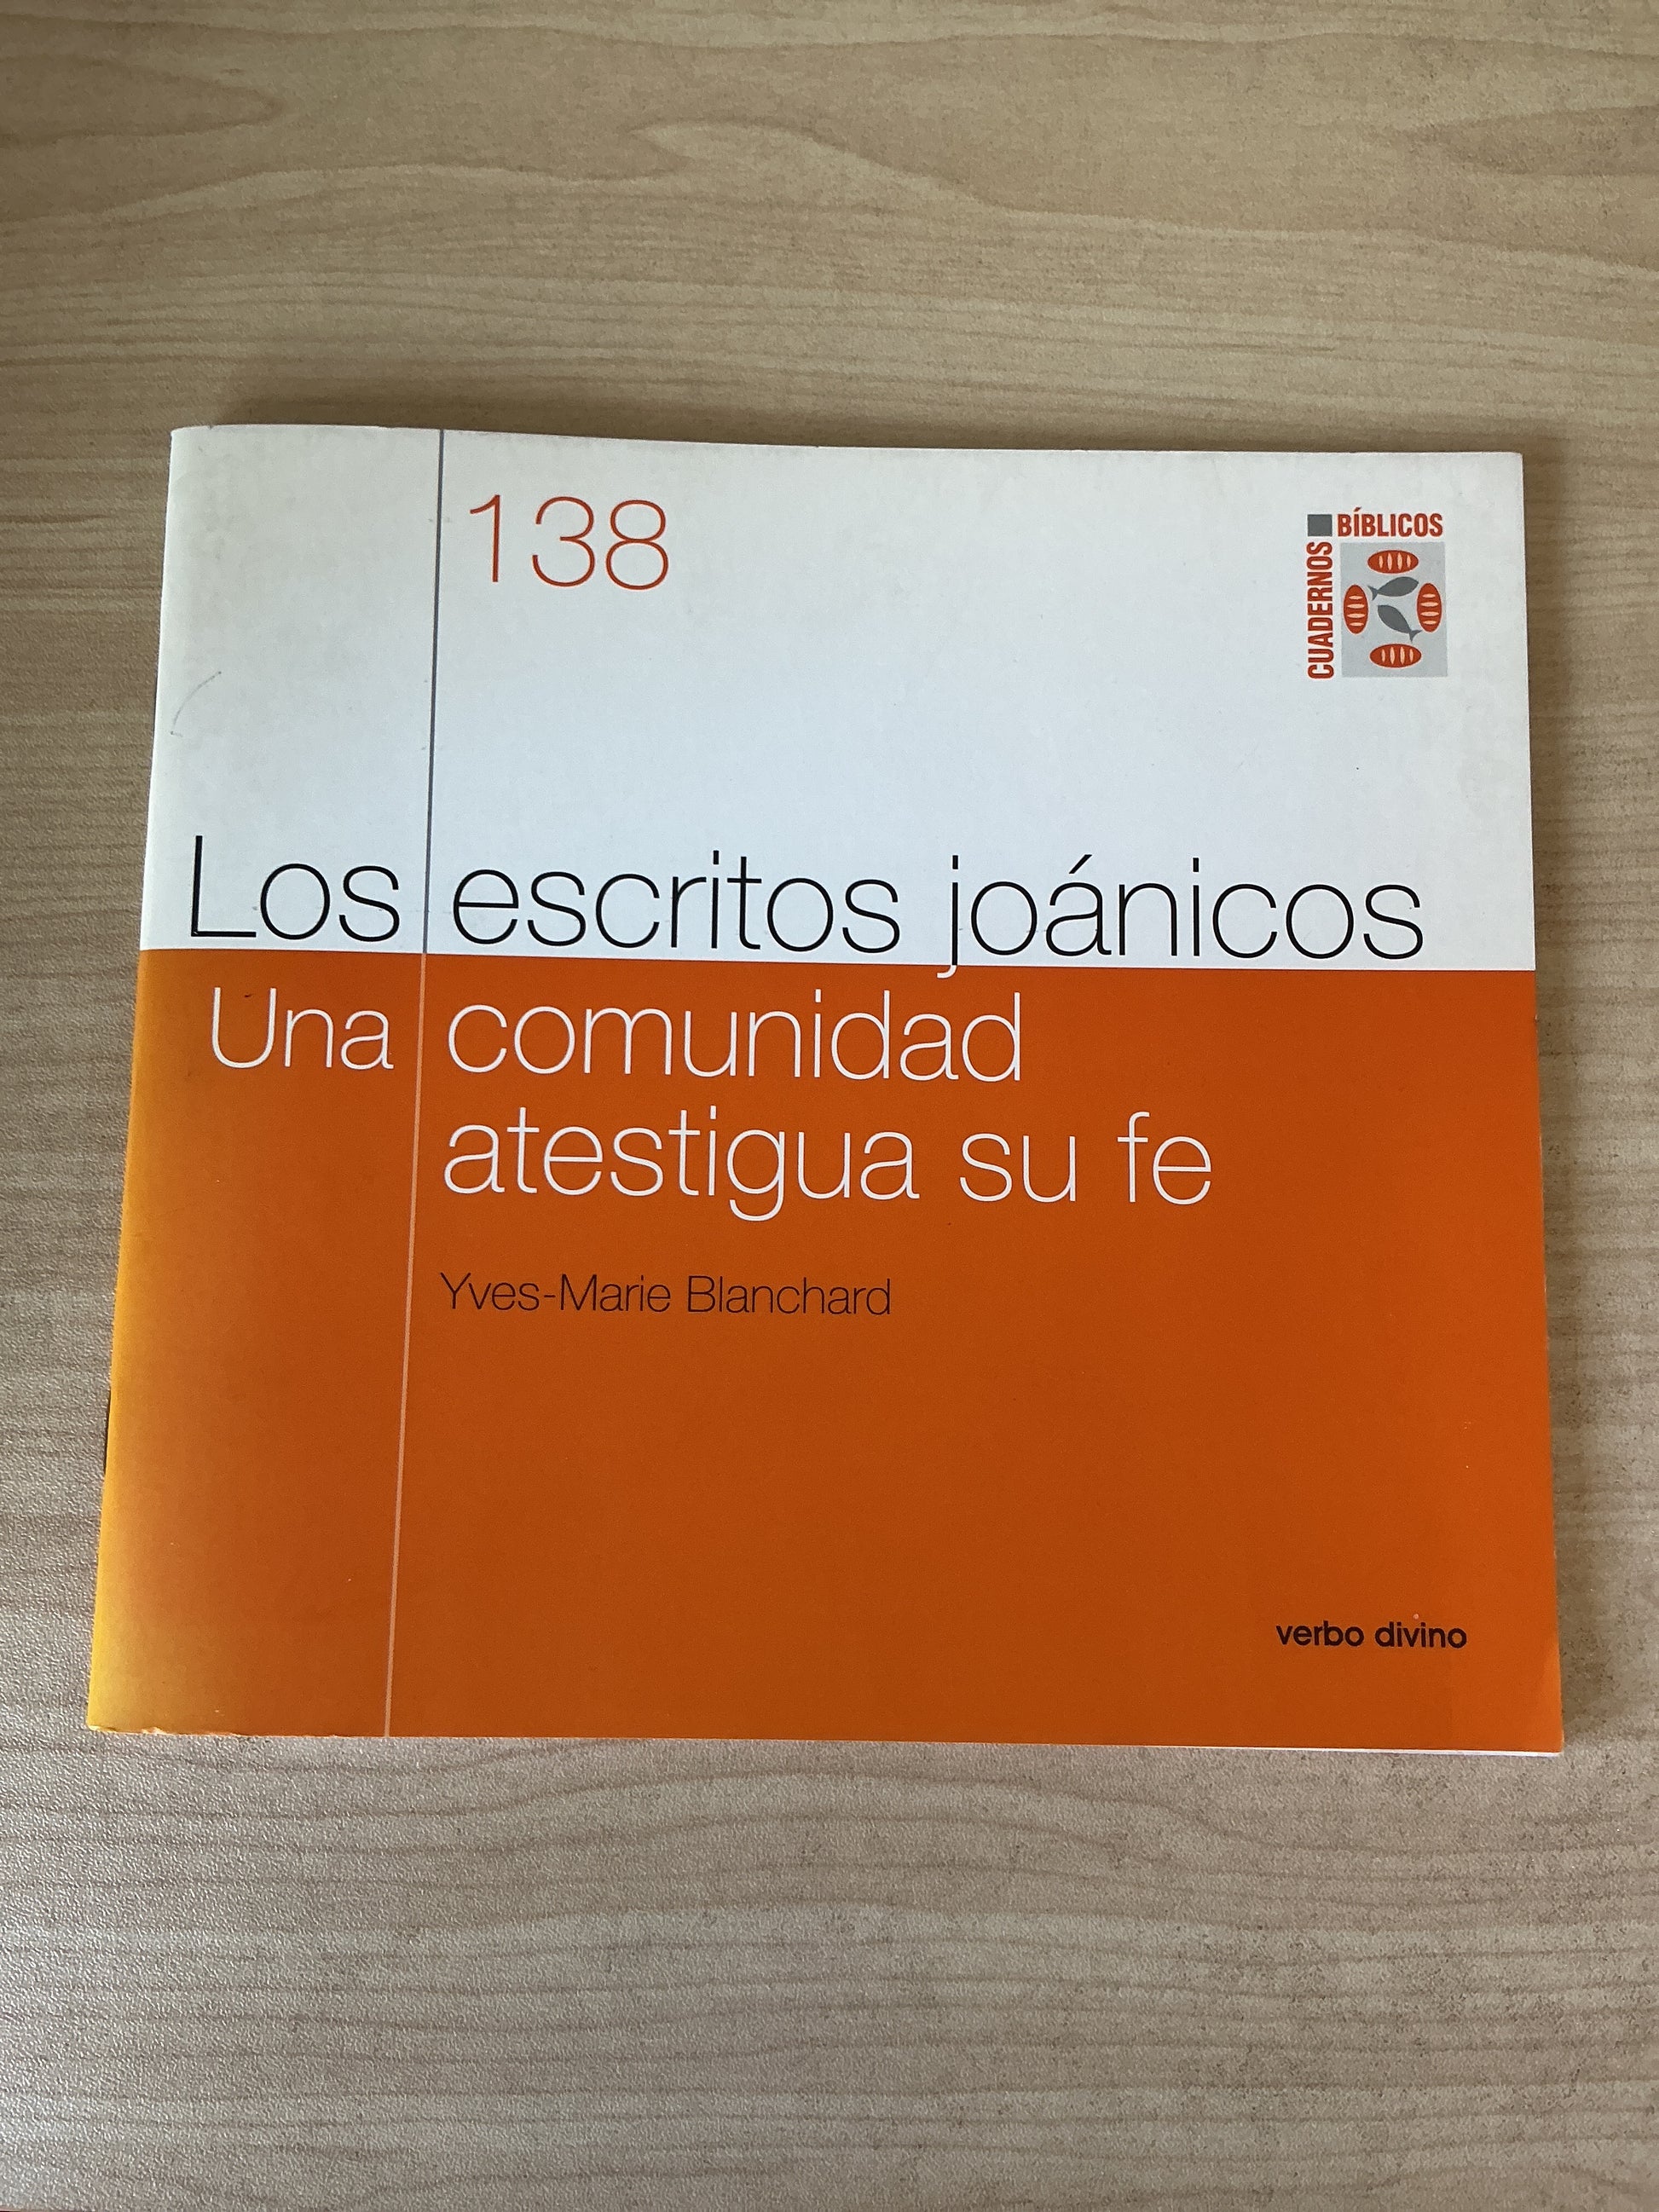 138
BÍBLICOS
CUADERNOS
Los escritos joánicos
Una comunidad
atestigua su fe
Yves-Marie Blanchard
verbo divino